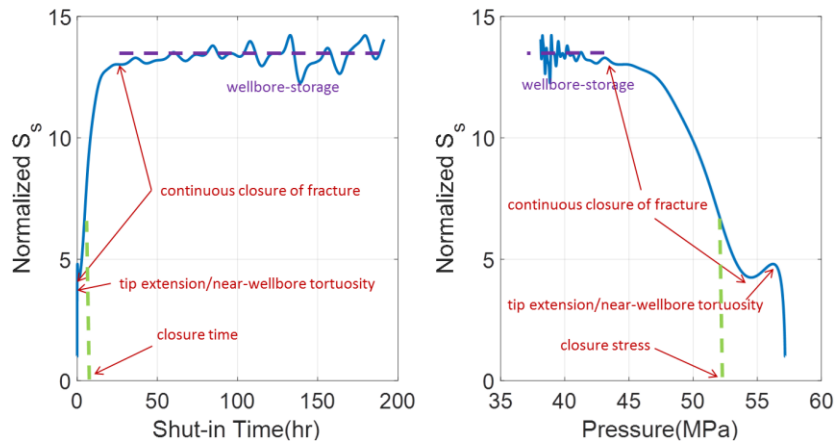 15
10
5
0
Normalized S_s
wellbore-storage
continuous closure of fracture
tip extension/near-wellbore tortuosity
closure time
0 50 100 150 200
Shut-in Time(hr)
15
10
5
0
Normalized S_s
wellbore-storage
continuous closure of fracture
tip extension/near-wellbore tortuosity
closure stress
35 40 45 50 55 60
Pressure(MPa)